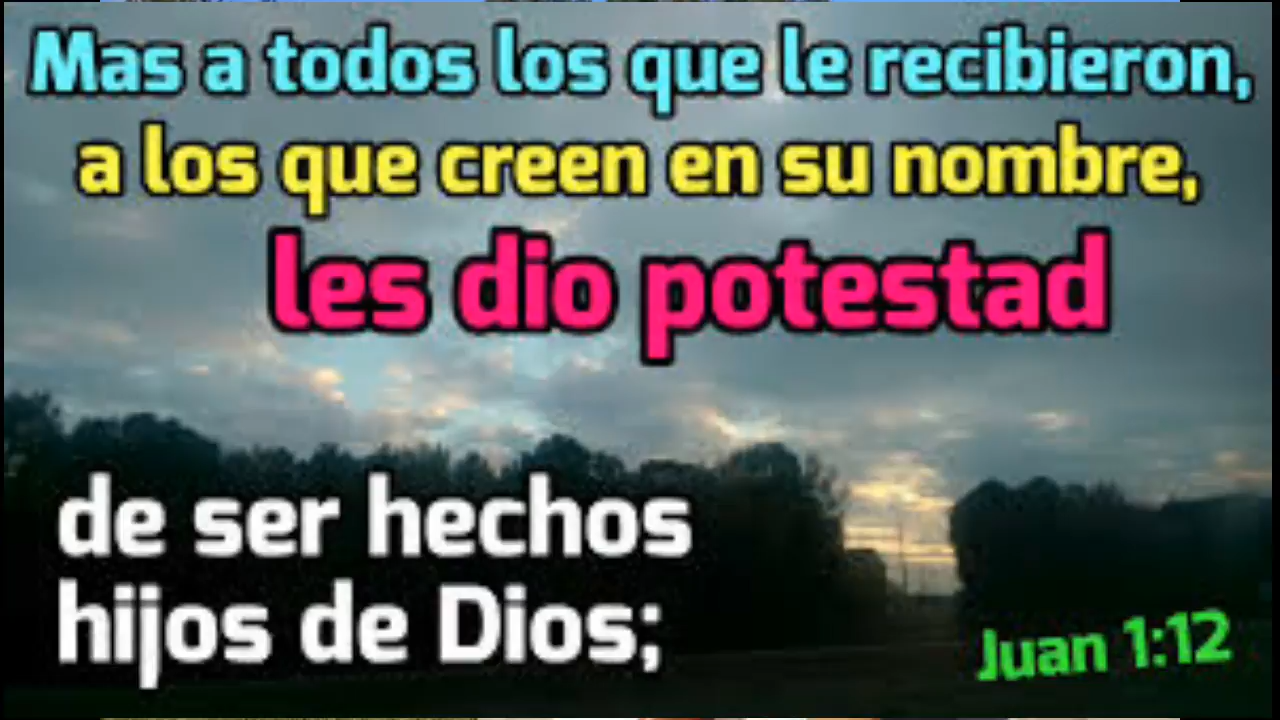 Mas a todos los que le recibieron,
a los que creen en su nombre,
les dio potestad
de ser hechos
hijos de Dios;
Juan 1:12